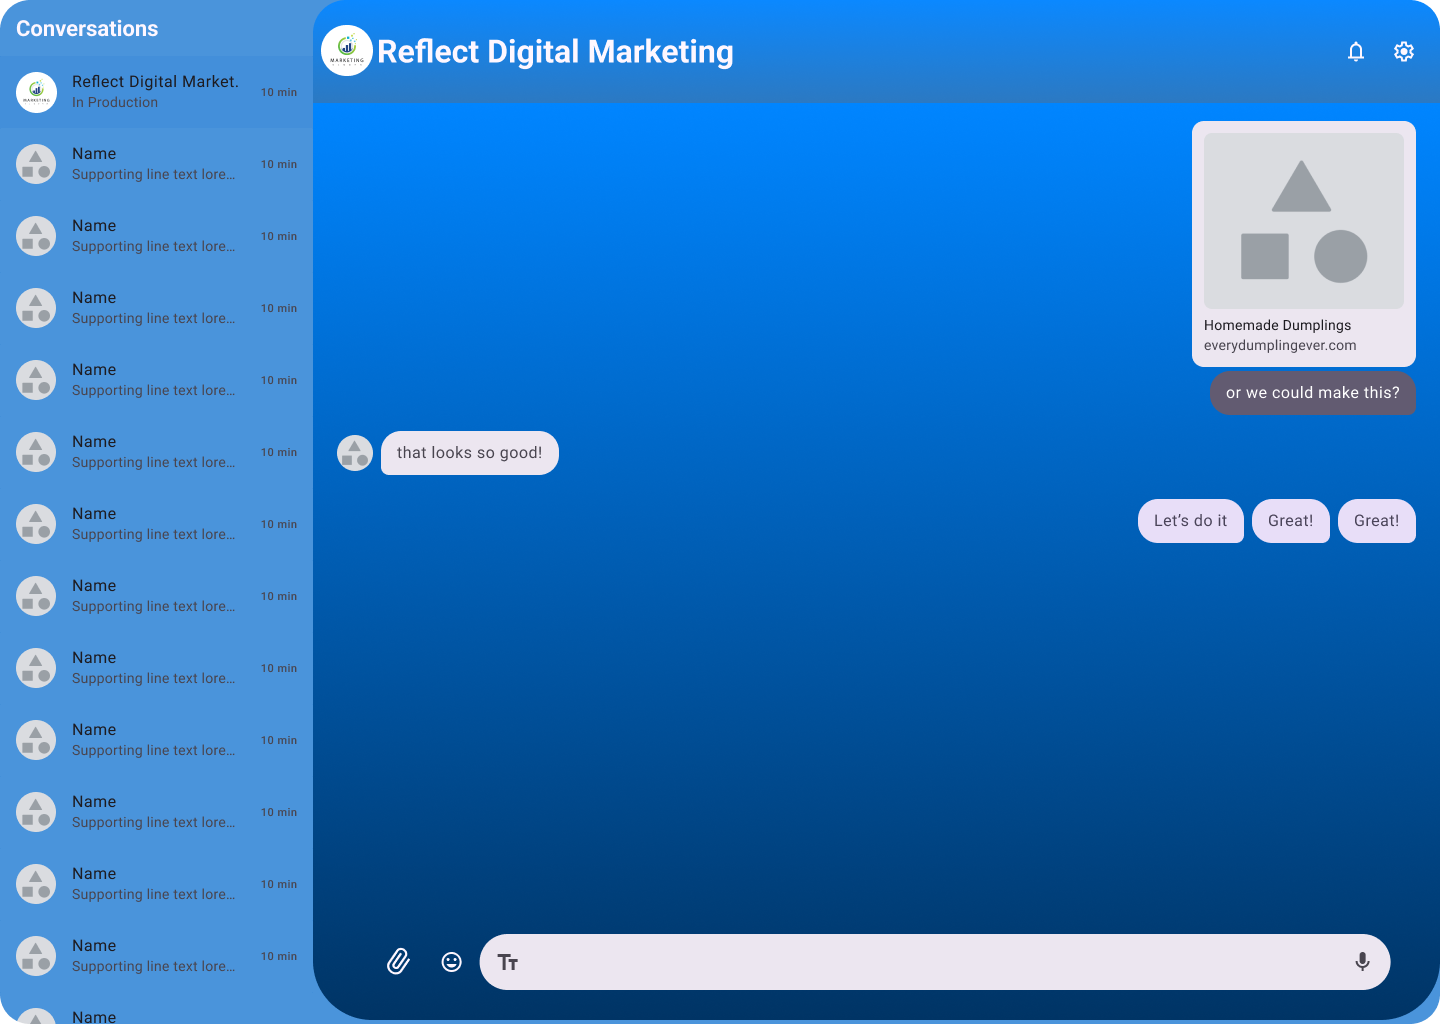 Conversations
Reflect Digital Market.
In Production
10 min
Name
Supporting line text lore...
10 min
Name
Supporting line text lore...
10 min
Name
Supporting line text lore...
10 min
Name
Supporting line text lore...
10 min
Name
Supporting line text lore...
10 min
Name
Supporting line text lore...
10 min
Name
Supporting line text lore...
10 min
Name
Supporting line text lore...
10 min
Name
Supporting line text lore...
10 min
Name
Supporting line text lore...
10 min
Name
Supporting line text lore...
10 min
Name
Supporting line text lore...
10 min
Name
MARKETING
Reflect Digital Marketing
Homemade Dumplings
everydumplingever.com
or we could make this?
that looks so good!
Let’s do it
Great!
Great!
Tt